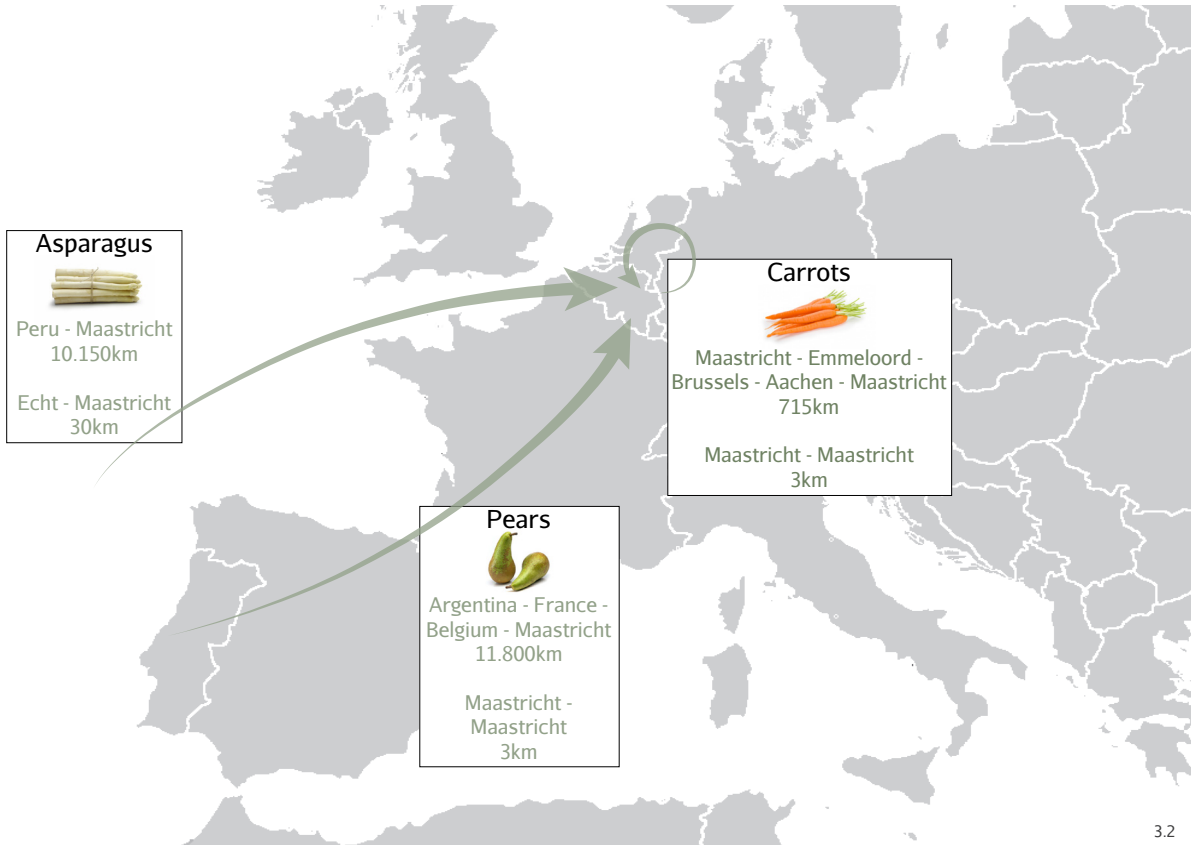 Asparagus
Peru - Maastricht
10.150km
Echt - Maastricht
30km
Carrots
Maastricht - Emmeloord -
Brussels - Aachen - Maastricht
715km
Maastricht - Maastricht
3km
Pears
Argentina - France -
Belgium - Maastricht
11.800km
Maastricht -
Maastricht
3km
3.2